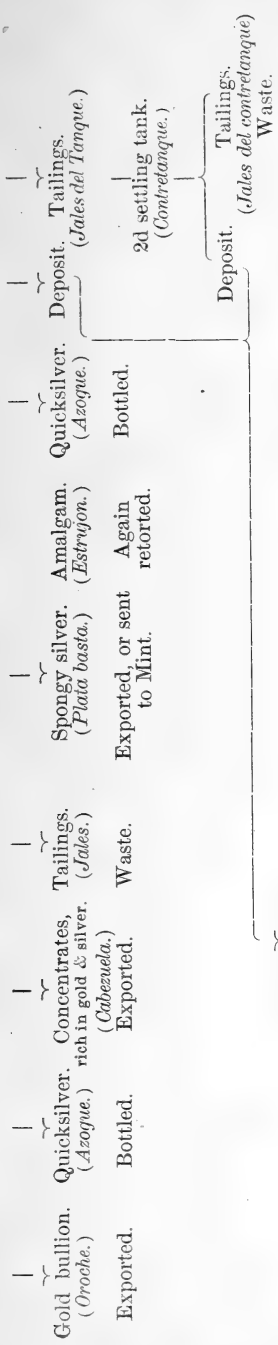 Gold bullion.
(Oroche.)
Exported.
Quicksilver.
(Azogue.)
Bottled.
Concentrates,
rich in gold & silver.
(Cabezuela.)
Exported.
Tailings.
(Jales.)
Waste.
Spongy silver.
(Plata basta.)
Exported, or sent
to Mint.
Amalgam.
(Estrujon.)
Again
retorted.
Quicksilver.
(Azogue.)
Bottled.
Deposit.
Tailings.
(Jales del Tanque.)
2d settling tank.
(Contretanque.)
Deposit.
Tailings.
(Jales del contretanque)
Waste.